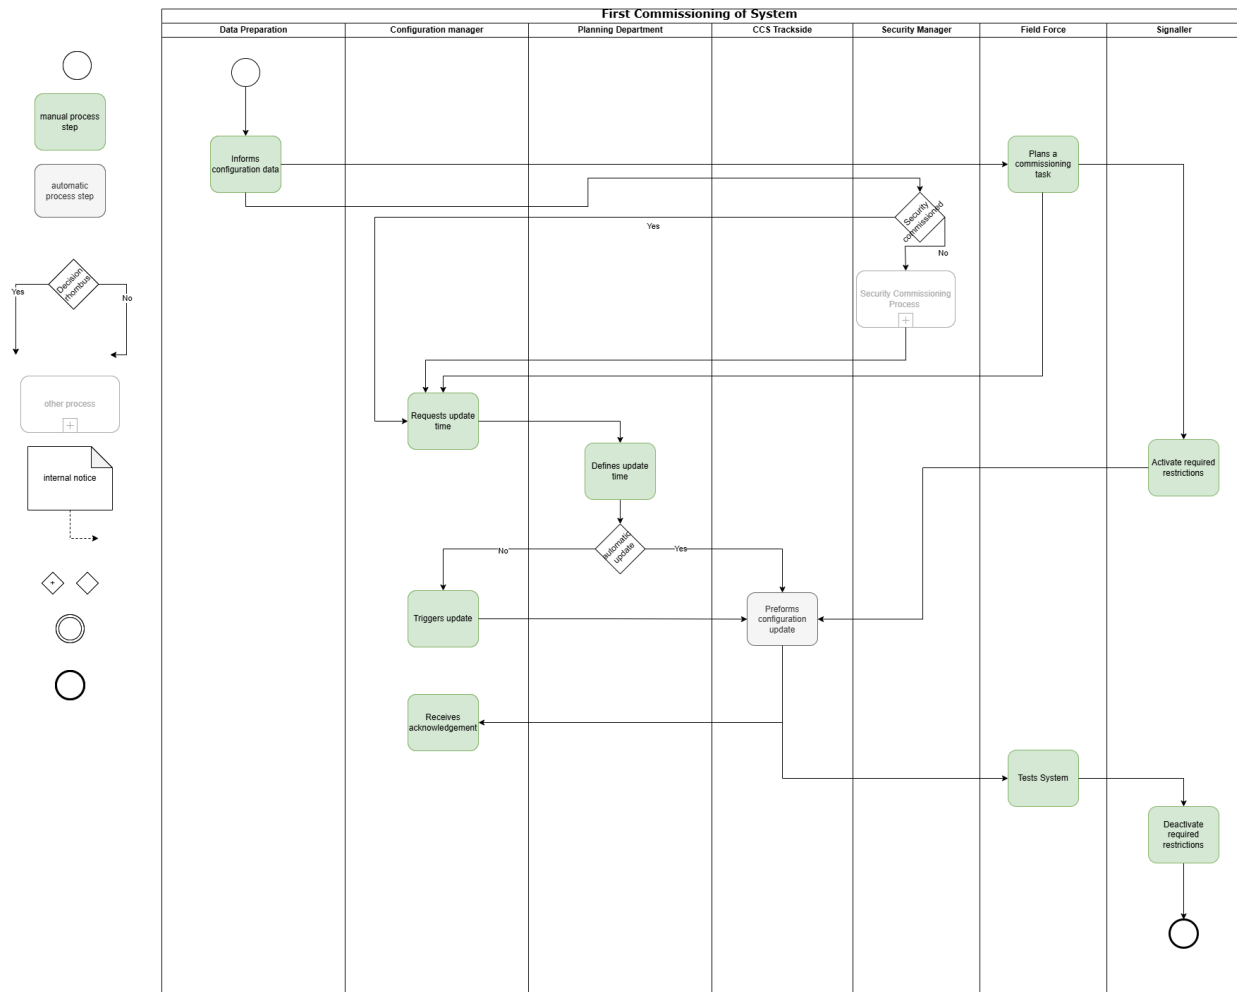 First Commissioning of System
Data Preparation
Configuration manager
Planning Department
CCS Trackside
Security Manager
Field Force
Signaller
manual process
step
automatic
process step
Decision
rhombus
Yes
No
other process
internal notice
Informs
configuration data
Plans a
commissioning
task
Security
commissioned
Yes
No
Security Commissioning
Process
Requests update
time
Defines update
time
Activate required
restrictions
automatic
update
No
Yes
Triggers update
Preforms
configuration
update
Receives
acknowledgement
Tests System
Deactivate
required
restrictions